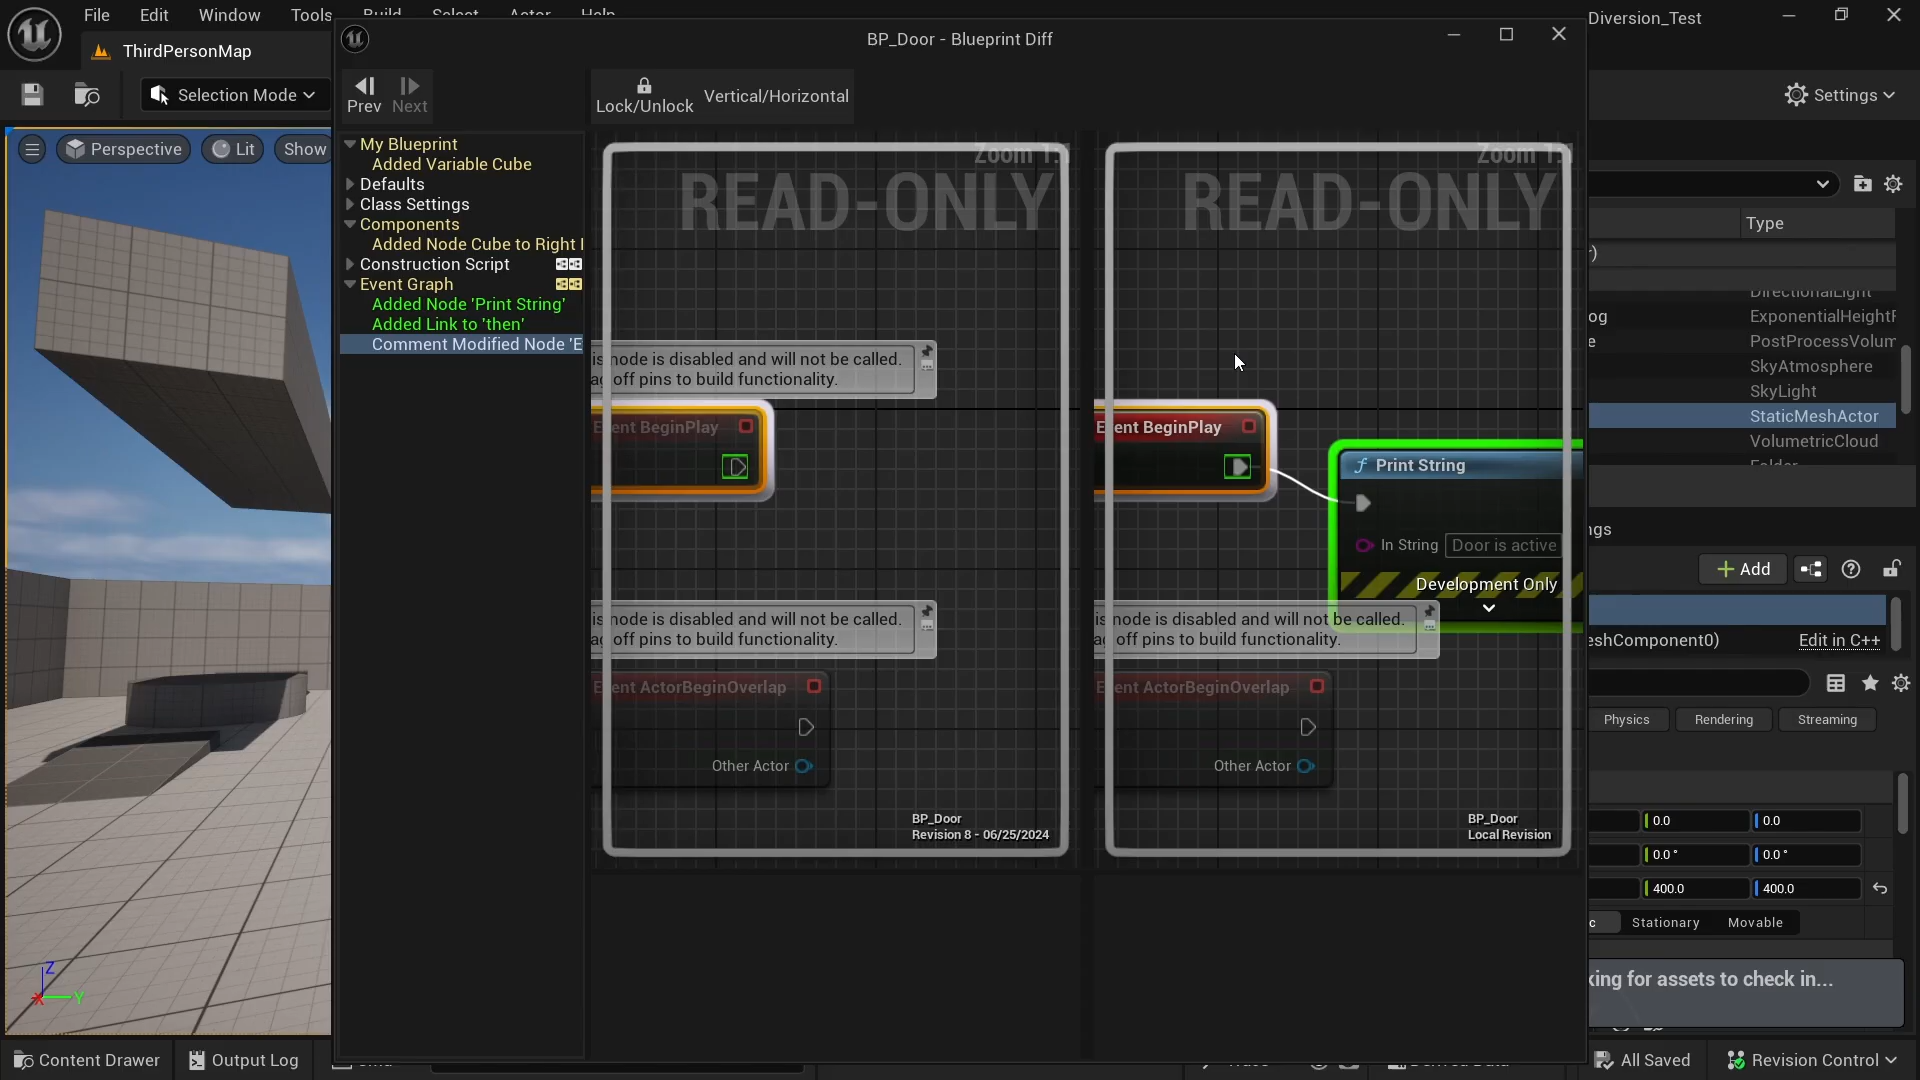 File Edit Window Tools Build Select Actor Help
Diversion_Test
ThirdPersonMap
BP_Door - Blueprint Diff
Selection Mode
Prev
Next
Lock/Unlock
Vertical/Horizontal
Settings
Perspective
Lit
Show
My Blueprint
Added Variable Cube
Defaults
Class Settings
Components
Added Node Cube to Right
Construction Script
Event Graph
Added Node 'Print String'
Added Link to 'then'
Comment Modified Node 'E
Zoom 1:1
READ-ONLY
is node is disabled and will not be called.
ag off pins to build functionality.
Event BeginPlay
is node is disabled and will not be called.
ag off pins to build functionality.
Event ActorBeginOverlap
Other Actor
BP_Door
Revision 8 - 06/25/2024
Zoom 1:1
READ-ONLY
Event BeginPlay
Print String
In String Door is active
Development Only
is node is disabled and will not be called.
ag off pins to build functionality.
Event ActorBeginOverlap
Other Actor
BP_Door
Local Revision
Type
DirectionalLight
og ExponentialHeightF
e PostProcessVolum
SkyAtmosphere
SkyLight
StaticMeshActor
VolumetricCloud
Folder
ngs
+ Add
eshComponent0) Edit in C++
Physics Rendering Streaming
0.0 0.0
0.0 ° 0.0 °
400.0 400.0
c Stationary Movable
king for assets to check in...
X Z Y
Content Drawer Output Log Cmd Trace Derived Data All Saved Revision Control